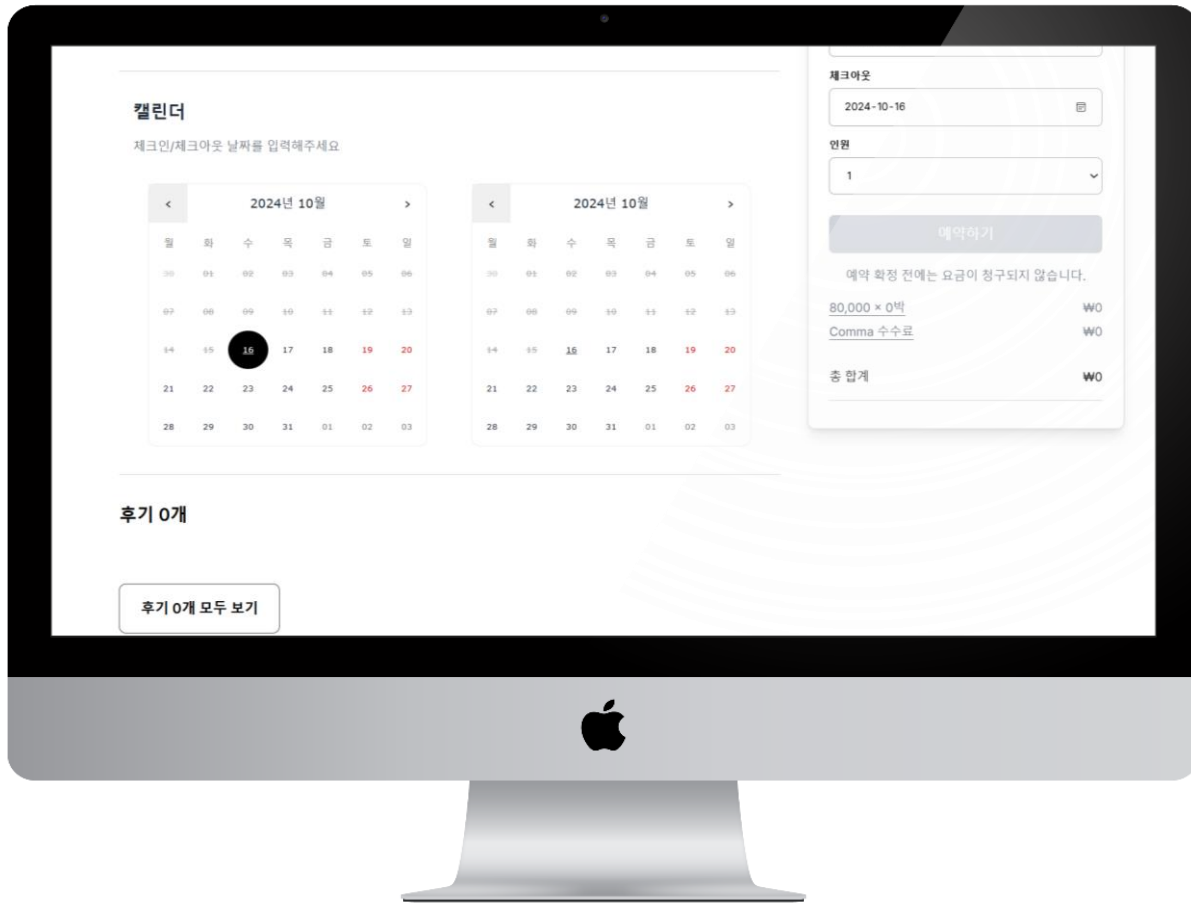 캘린더
체크인/체크아웃 날짜를 입력해주세요
‹ 2024년 10월 ›
월 화 수 목 금 토 일
30 01 02 03 04 05 06
07 08 09 10 11 12 13
14 15 16 17 18 19 20
21 22 23 24 25 26 27
28 29 30 31 01 02 03
‹ 2024년 10월 ›
월 화 수 목 금 토 일
30 01 02 03 04 05 06
07 08 09 10 11 12 13
14 15 16 17 18 19 20
21 22 23 24 25 26 27
28 29 30 31 01 02 03
후기 0개
후기 0개 모두 보기
체크아웃
2024-10-16
인원
1
예약하기
예약 확정 전에는 요금이 청구되지 않습니다.
80,000 × 0박 ₩0
Comma 수수료 ₩0
총 합계 ₩0